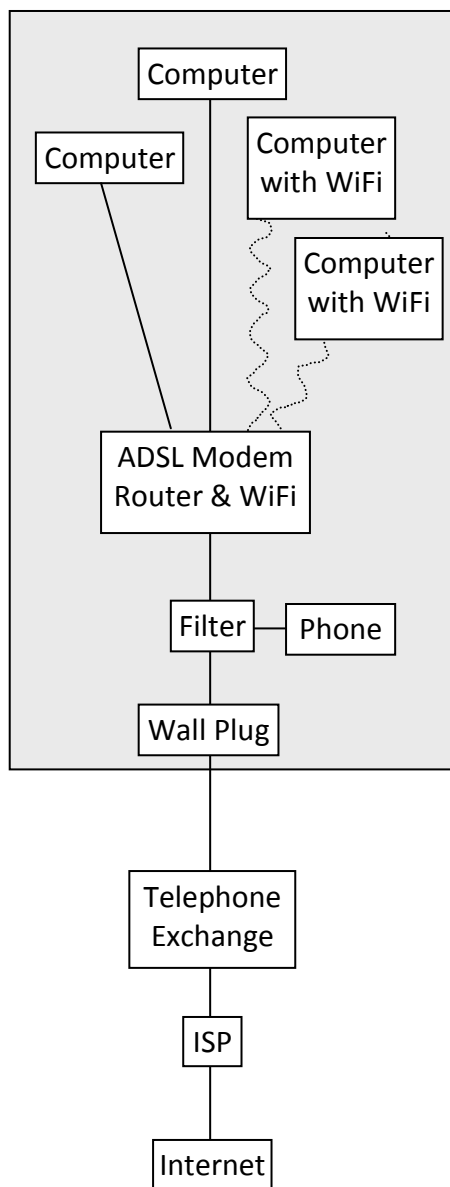 Computer
Computer
Computer
with WiFi
Computer
with WiFi
ADSL Modem
Router & WiFi
Filter
Phone
Wall Plug
Telephone
Exchange
ISP
Internet